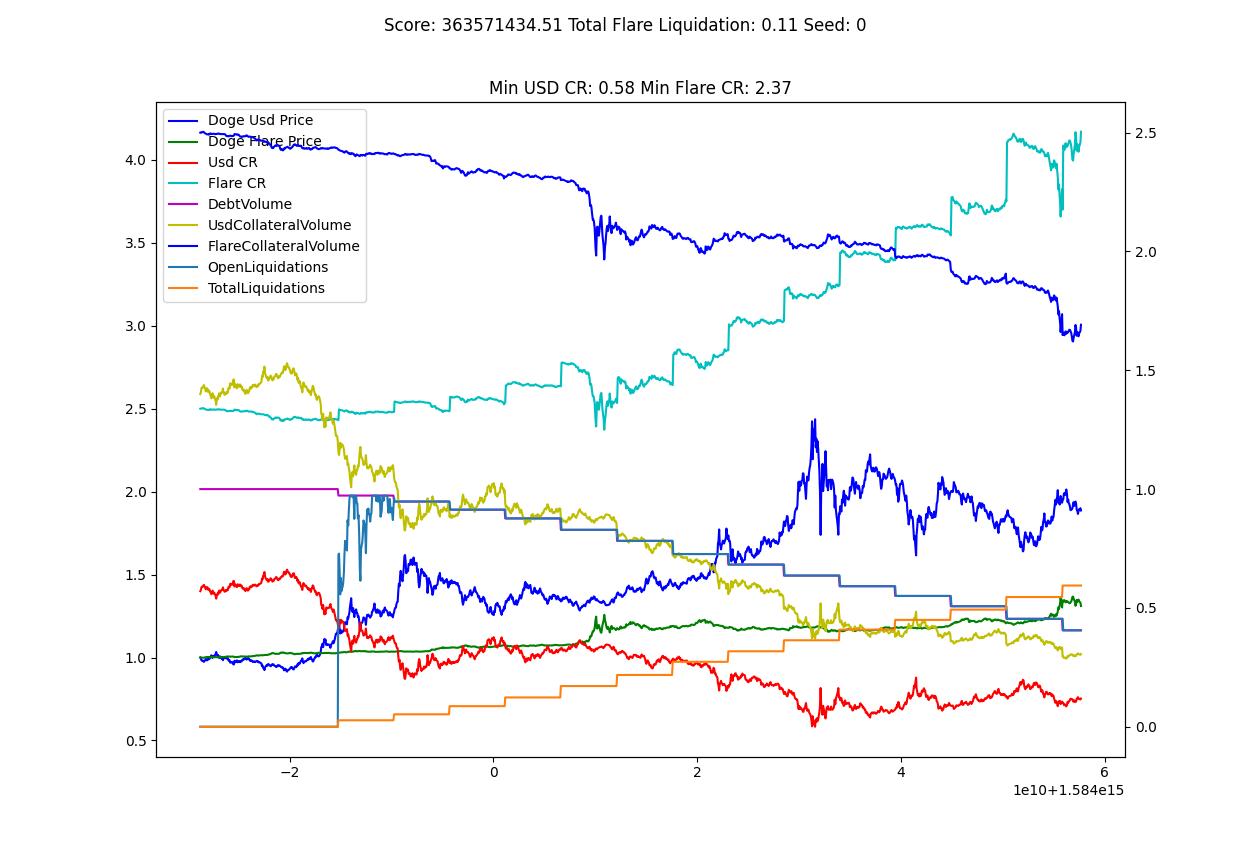 Score: 363571434.51 Total Flare Liquidation: 0.11 Seed: 0
Min USD CR: 0.58 Min Flare CR: 2.37
Doge Usd Price
Doge Flare Price
Usd CR
Flare CR
DebtVolume
UsdCollateralVolume
FlareCollateralVolume
OpenLiquidations
TotalLiquidations
4.0
3.5
3.0
2.5
2.0
1.5
1.0
0.5
2.5
2.0
1.5
1.0
0.5
0.0
−2
0
2
4
6
1e10+1.584e15